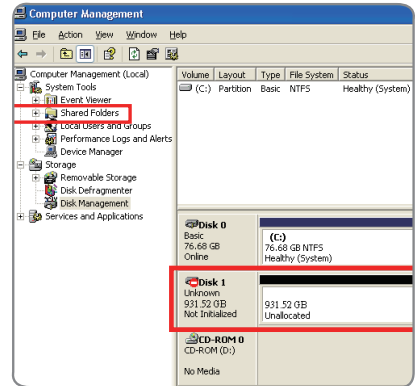 Computer Management
File Action View Window Help
Computer Management (Local)
System Tools
Event Viewer
Shared Folders
Local Users and Groups
Performance Logs and Alerts
Device Manager
Storage
Removable Storage
Disk Defragmenter
Disk Management
Services and Applications
Volume Layout Type File System Status
(C:) Partition Basic NTFS Healthy (System)
Disk 0
Basic
76.68 GB
Online
(C:)
76.68 GB NTFS
Healthy (System)
Disk 1
Unknown
931.52 GB
Not Initialized
931.52 GB
Unallocated
CD-ROM 0
CD-ROM (D:)
No Media